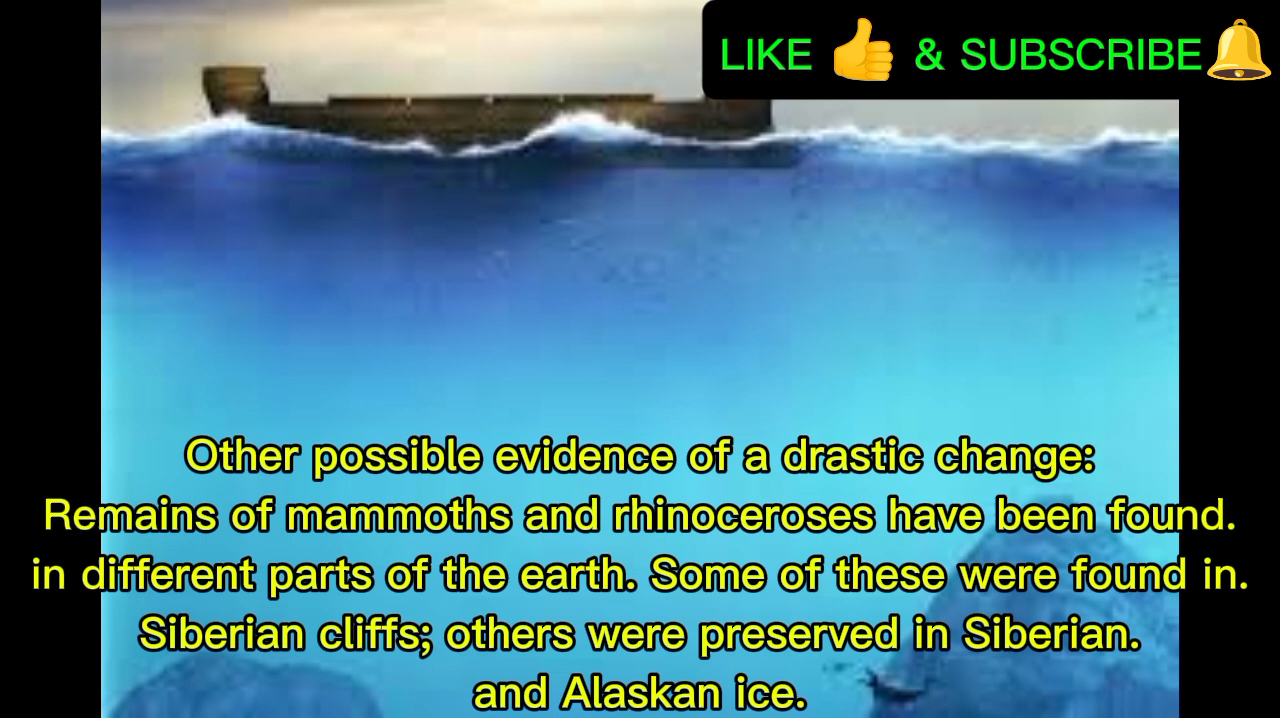 LIKE 👍 & SUBSCRIBE🔔
Other possible evidence of a drastic change:
Remains of mammoths and rhinoceroses have been found.
in different parts of the earth. Some of these were found in.
Siberian cliffs; others were preserved in Siberian.
and Alaskan ice.